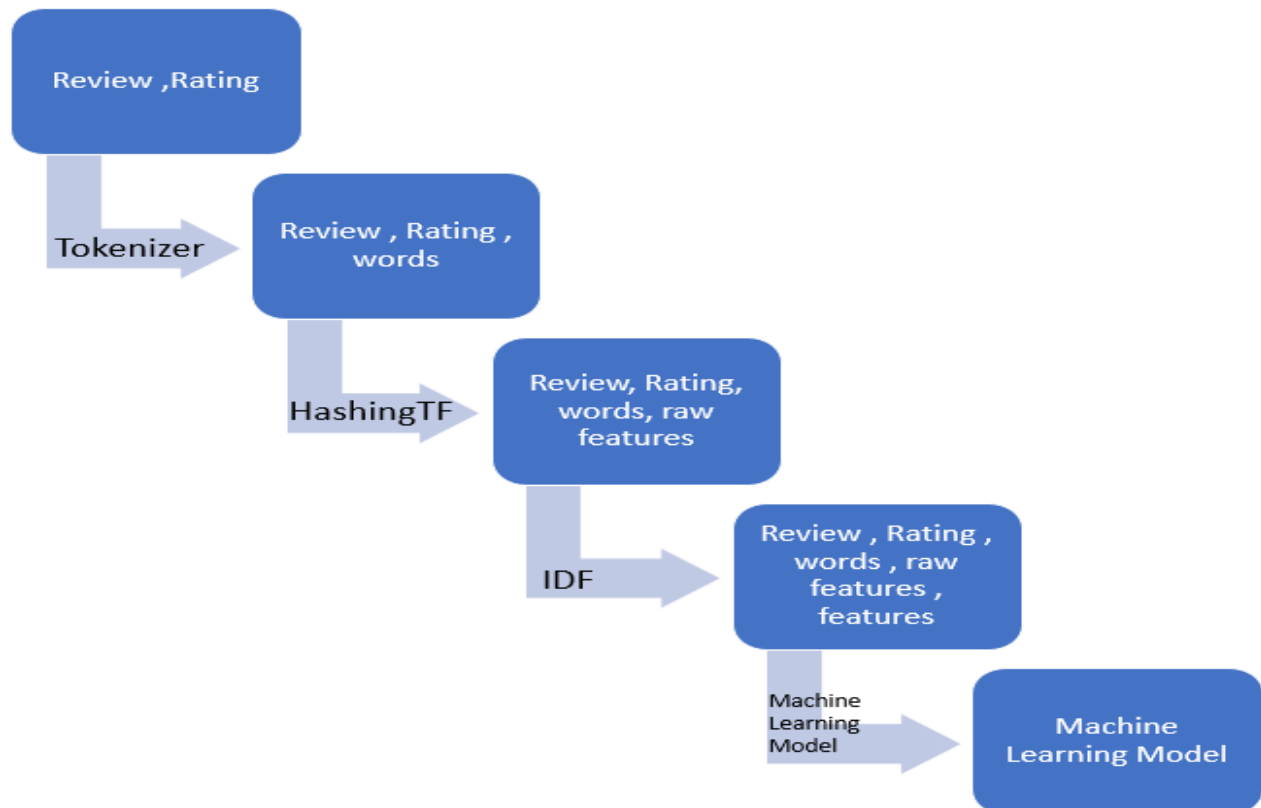 Review ,Rating
Tokenizer
Review , Rating ,
words
HashingTF
Review, Rating,
words, raw
features
IDF
Review , Rating ,
words , raw
features ,
features
Machine
Learning
Model
Machine
Learning Model